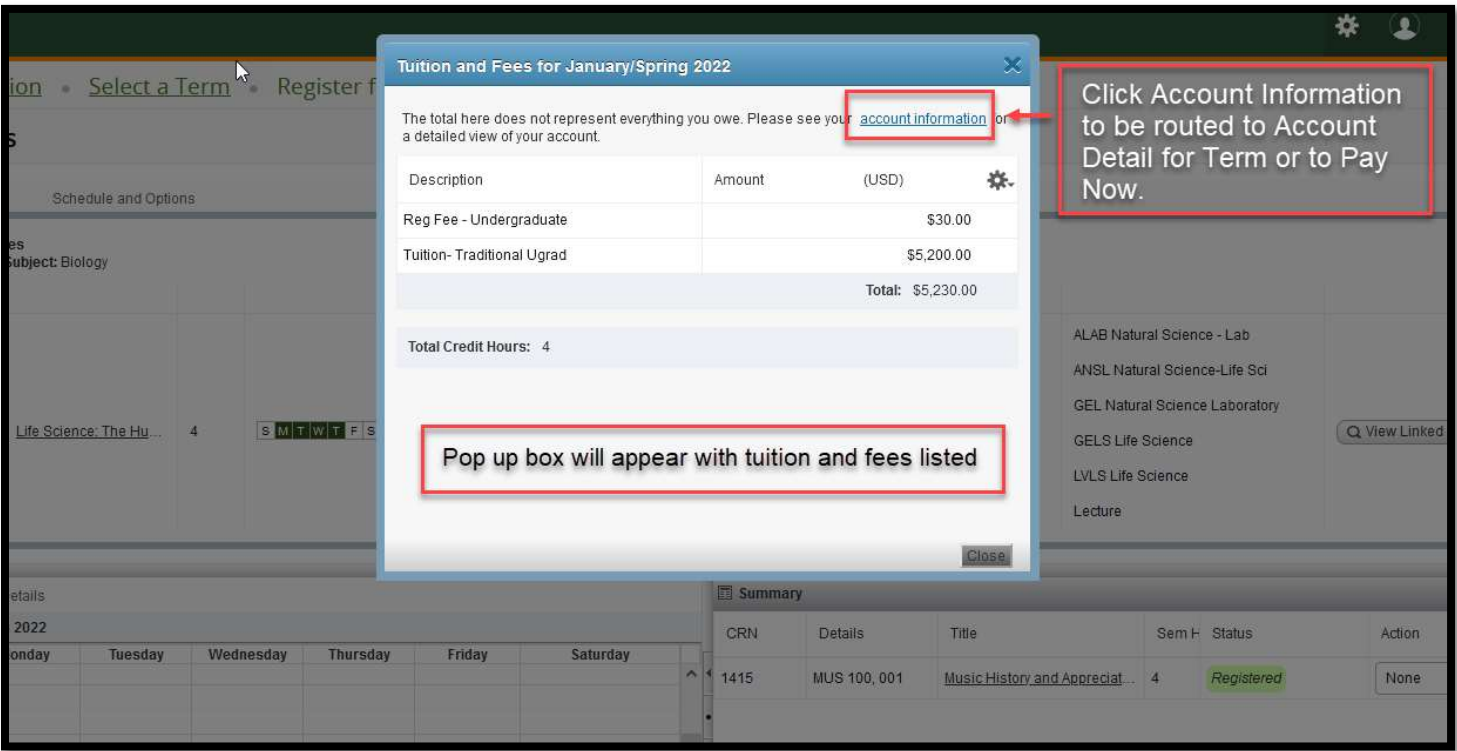 Tuition and Fees for January/Spring 2022
ion • Select a Term • Register f
The total here does not represent everything you owe. Please see your account information for
a detailed view of your account.
Click Account Information
to be routed to Account
Detail for Term or to Pay
Now.
s
Schedule and Options
Description Amount (USD)
Reg Fee - Undergraduate $30.00
Tuition- Traditional Ugrad $5,200.00
Total: $5,230.00
Total Credit Hours: 4
es
Subject: Biology
Life Science: The Hu... 4 S M T W T F S
ALAB Natural Science - Lab
ANSL Natural Science-Life Sci
GEL Natural Science Laboratory
GELS Life Science
LVLS Life Science
Lecture
View Linked
Pop up box will appear with tuition and fees listed
Close
etails
2022
onday Tuesday Wednesday Thursday Friday Saturday
Summary
CRN Details Title Sem H Status Action
1415 MUS 100, 001 Music History and Appreciat... 4 Registered None